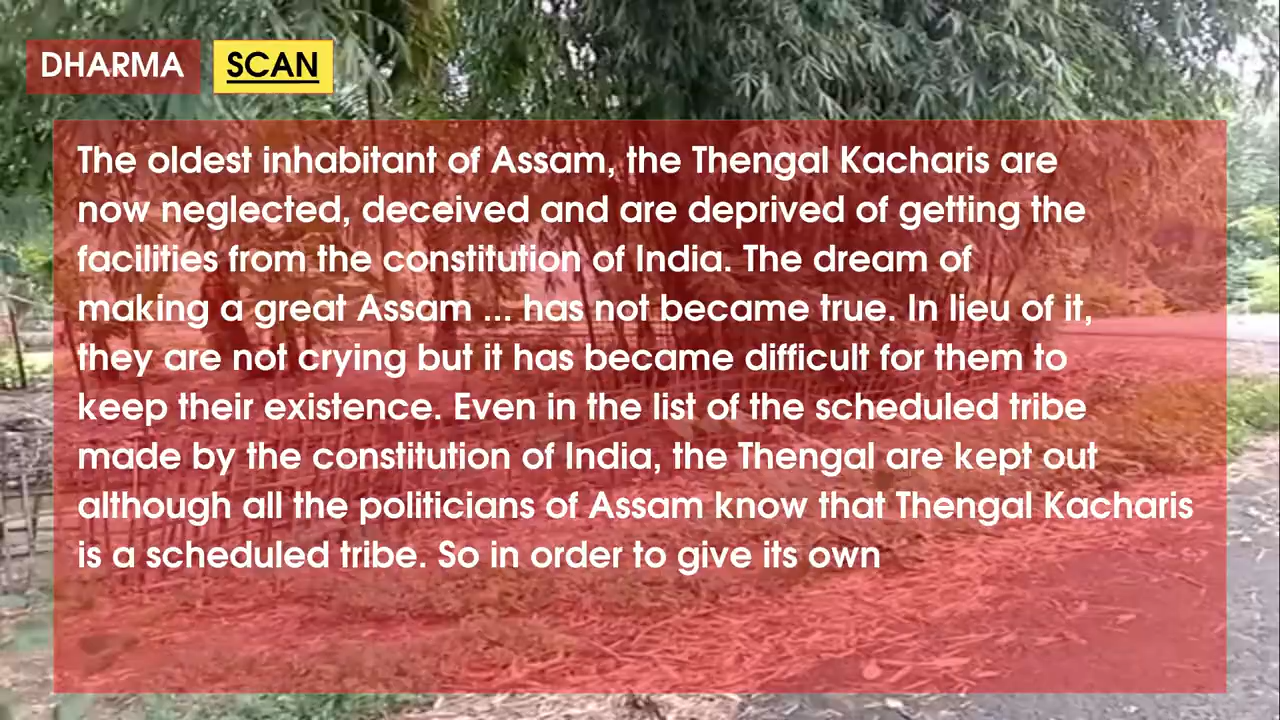 DHARMA SCAN
The oldest inhabitant of Assam, the Thengal Kacharis are
now neglected, deceived and are deprived of getting the
facilities from the constitution of India. The dream of
making a great Assam ... has not became true. In lieu of it,
they are not crying but it has became difficult for them to
keep their existence. Even in the list of the scheduled tribe
made by the constitution of India, the Thengal are kept out
although all the politicians of Assam know that Thengal Kacharis
is a scheduled tribe. So in order to give its own